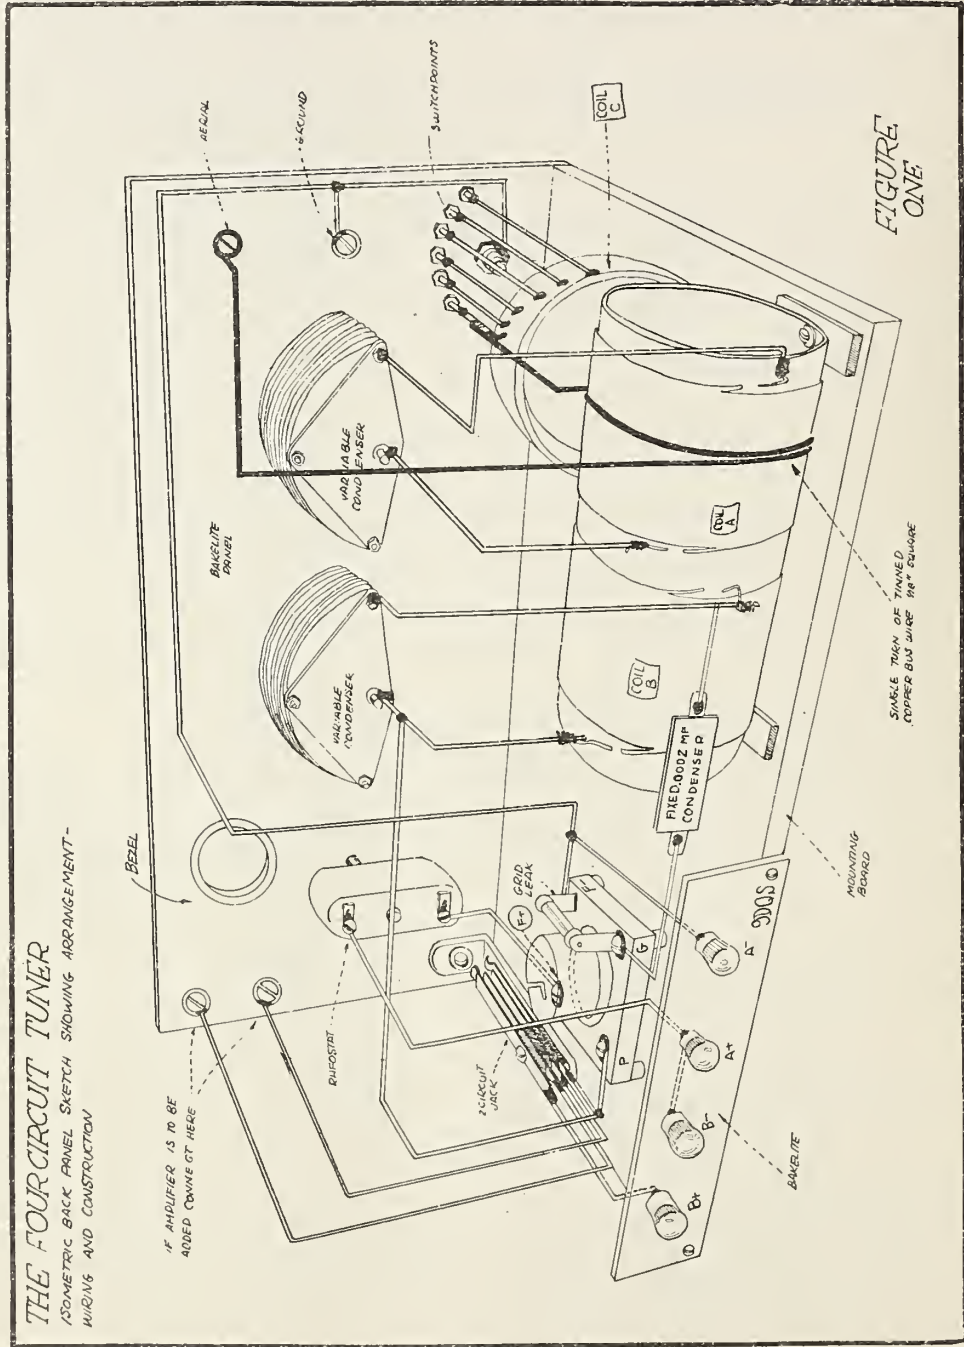 THE FOURCIRCUIT TUNER
ISOMETRIC BACK PANEL SKETCH SHOWING ARRANGEMENT-
WIRING AND CONSTRUCTION
BEZEL
BAKELITE
PANEL
AERIAL
GROUND
SWITCHPOINTS
COIL
C
IF AMPLIFIER IS TO BE
ADDED CONNECT HERE
RHEOSTAT
VARIABLE
CONDENSER
VARIABLE
CONDENSER
2 CIRCUIT
JACK
GRID
LEAK
F+
F-
G
P
COIL
B
COIL
A
FIXED .0002 MF
CONDENSER
B+
B-
A+
A-
9DQS
BAKELITE
MOUNTING
BOARD
SINGLE TURN OF TINNED
COPPER BUS WIRE 1/8" SQUARE
FIGURE
ONE